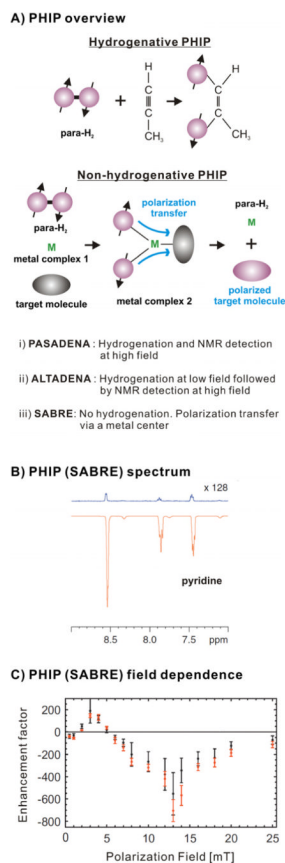 A) PHIP overview
Hydrogenative PHIP
H
C
C
CH3
para-H2
+
H
C
C
CH3
Non-hydrogenative PHIP
para-H2
M
metal complex 1
target molecule
polarization
transfer
M
metal complex 2
para-H2
M
+
polarized
target molecule
i) PASADENA : Hydrogenation and NMR detection
at high field
ii) ALTADENA : Hydrogenation at low field followed
by NMR detection at high field
iii) SABRE: No hydrogenation. Polarization transfer
via a metal center
B) PHIP (SABRE) spectrum
x 128
pyridine
8.5 8.0 7.5 ppm
C) PHIP (SABRE) field dependence
Enhancement factor
200
0
-200
-400
-600
-800
0 5 10 15 20 25
Polarization Field [mT]